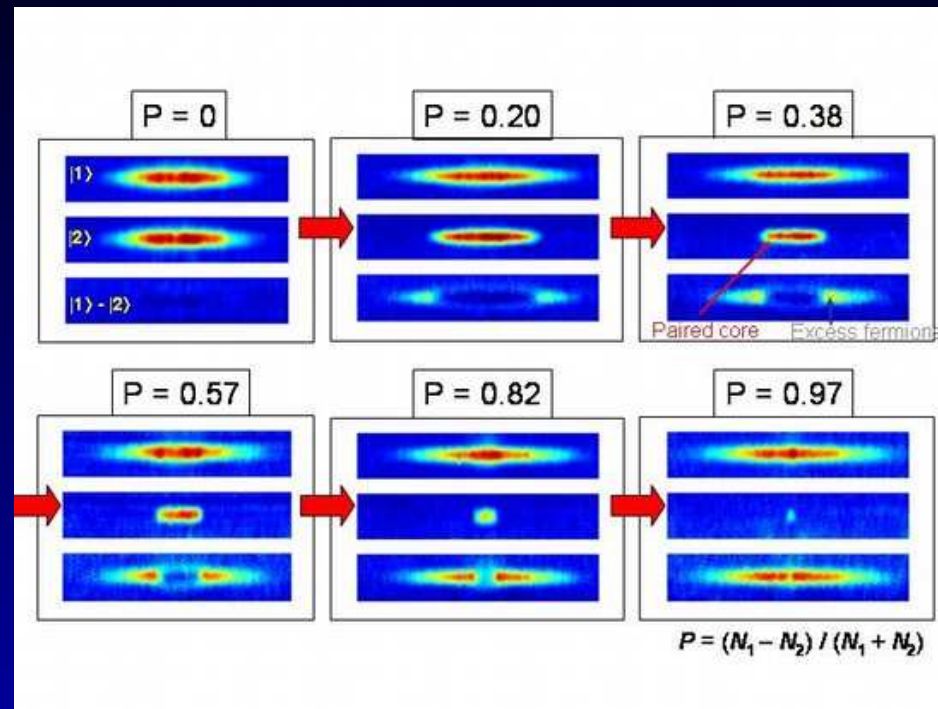 P = 0
P = 0.20
P = 0.38
|1⟩
|2⟩
|1⟩ - |2⟩
Paired core
Excess fermions
P = 0.57
P = 0.82
P = 0.97
P = (N₁ – N₂) / (N₁ + N₂)